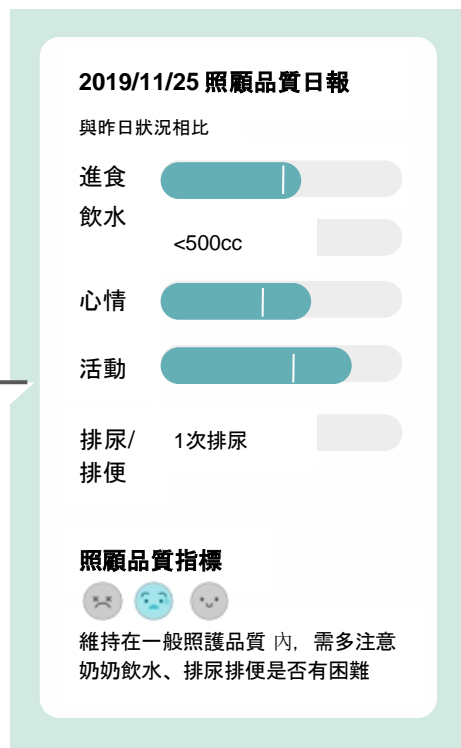 2019/11/25 照顧品質日報
與昨日狀況相比
進食
飲水
<500cc
心情
活動
排尿/
排便
1次排尿
照顧品質指標
維持在一般照護品質 內，需多注意
奶奶飲水、排尿排便是否有困難